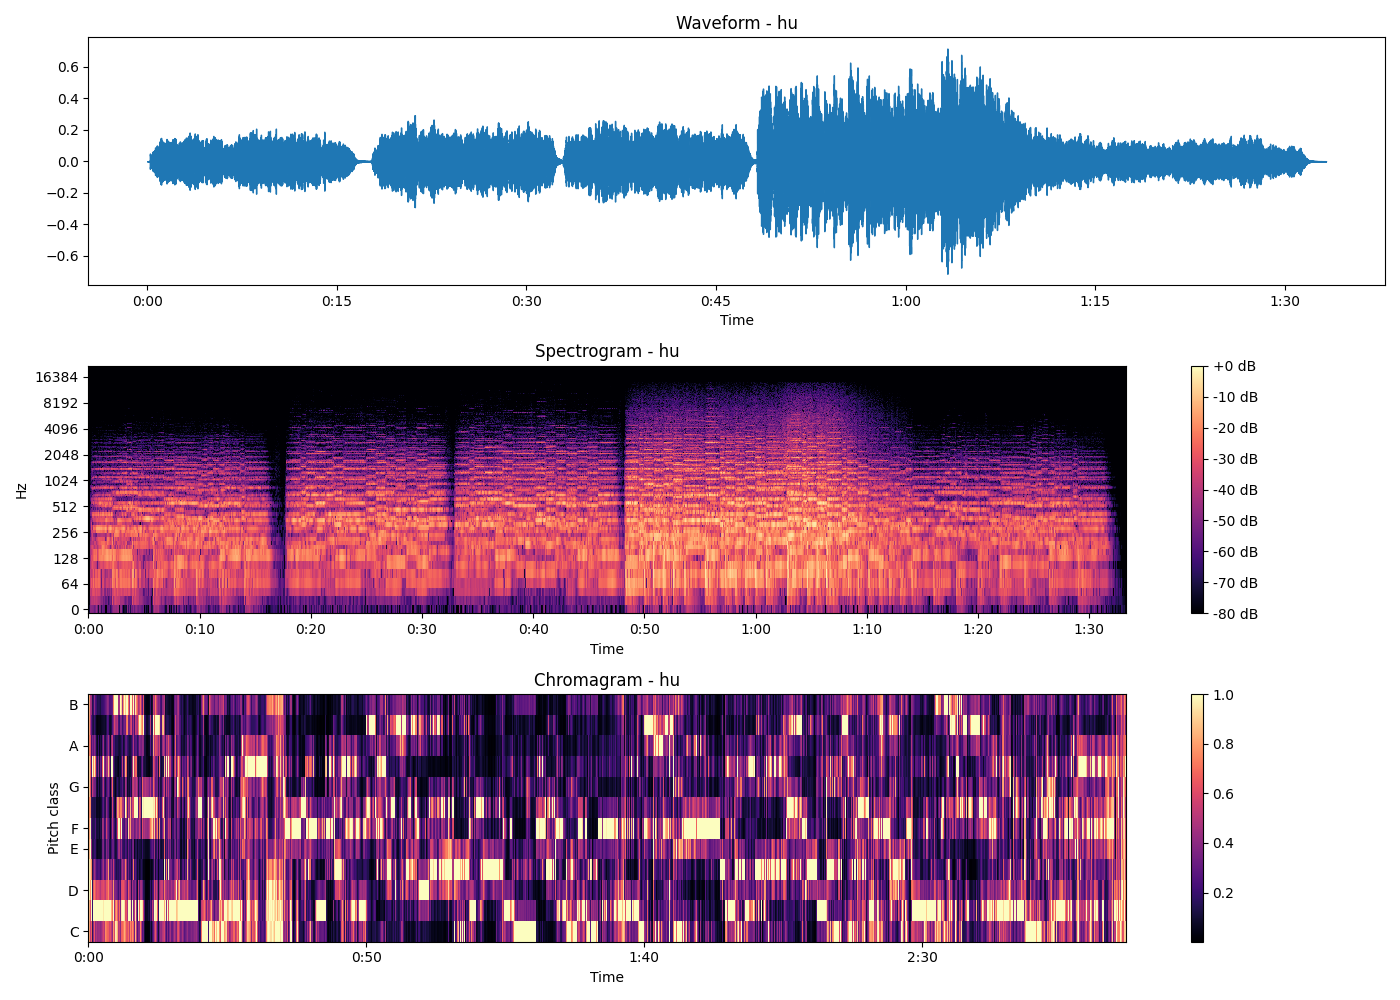 Waveform - hu
0.6
0.4
0.2
0.0
−0.2
−0.4
−0.6
0:00 0:15 0:30 0:45 1:00 1:15 1:30
Time
Spectrogram - hu
Hz
16384
8192
4096
2048
1024
512
256
128
64
0
0:00 0:10 0:20 0:30 0:40 0:50 1:00 1:10 1:20 1:30
Time
+0 dB
-10 dB
-20 dB
-30 dB
-40 dB
-50 dB
-60 dB
-70 dB
-80 dB
Chromagram - hu
Pitch class
B
A
G
F
E
D
C
0:00 0:50 1:40 2:30
Time
1.0
0.8
0.6
0.4
0.2